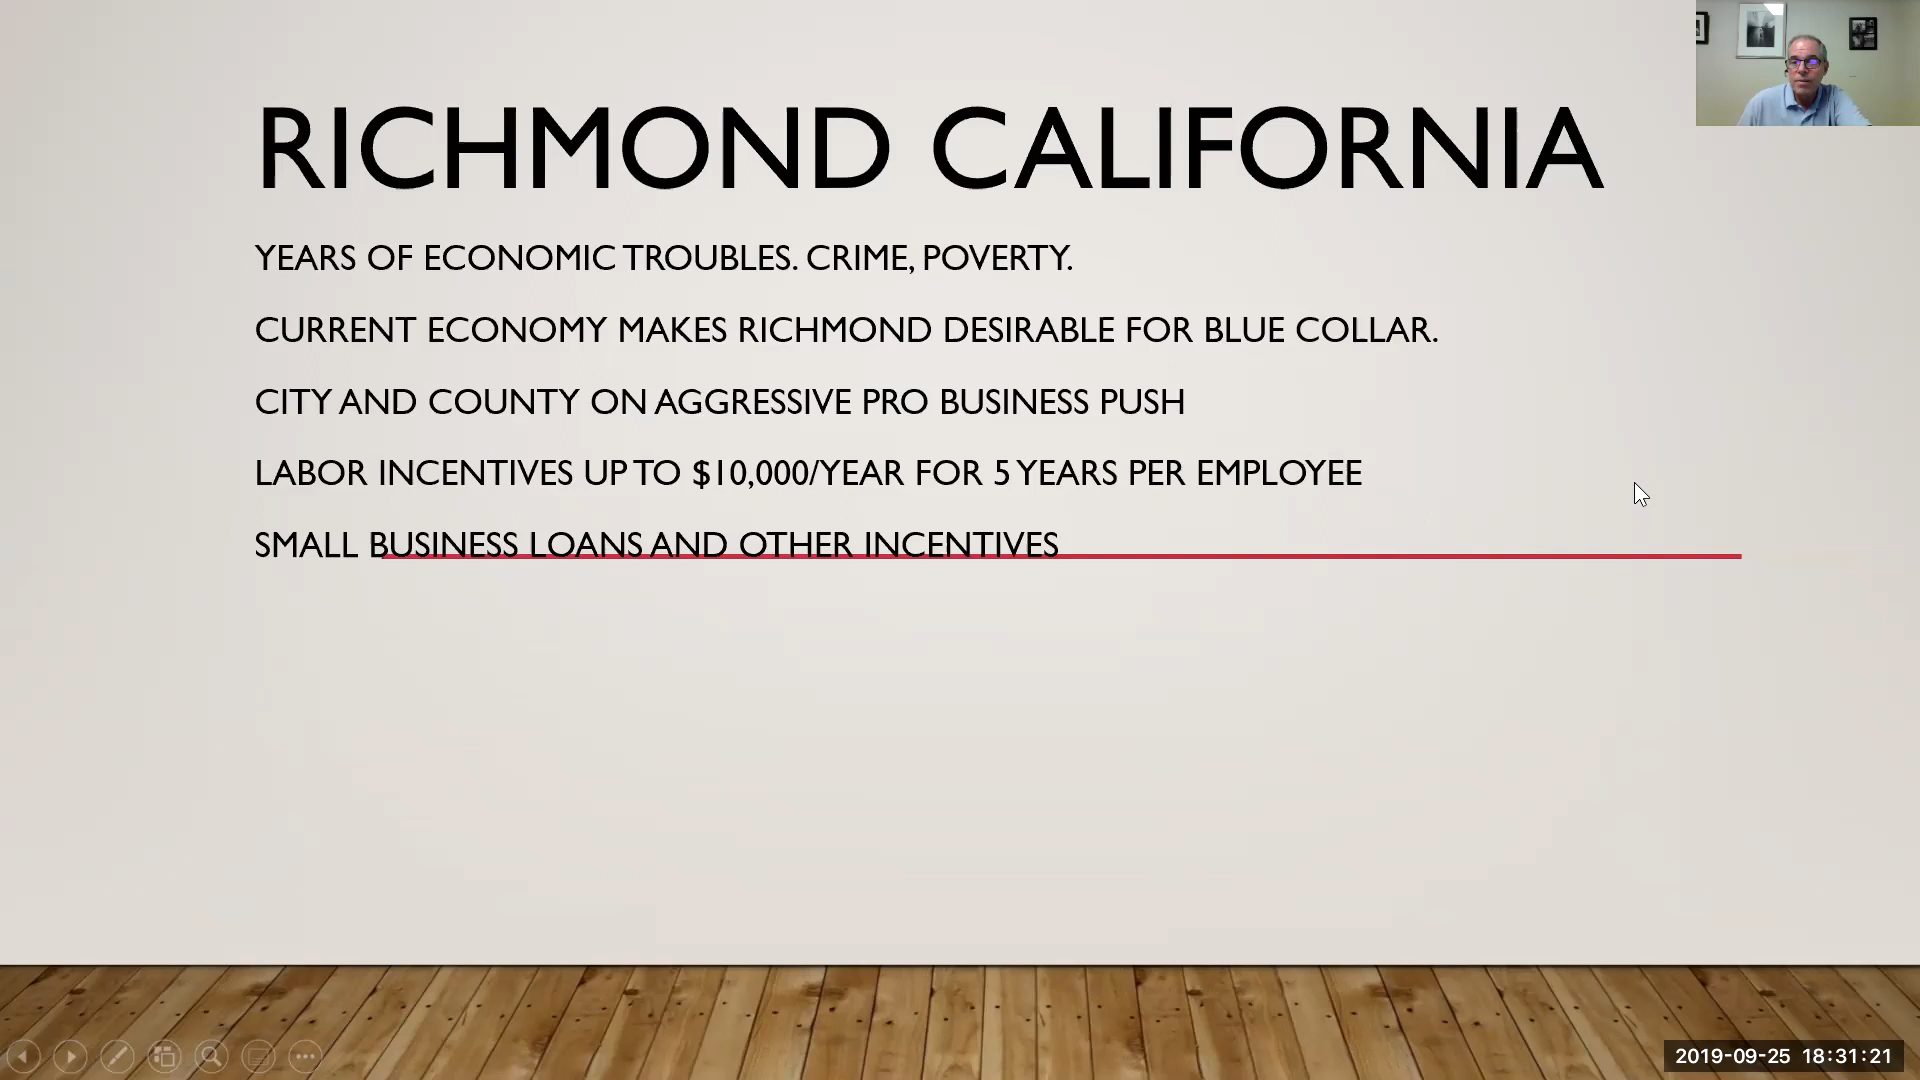 RICHMOND CALIFORNIA
YEARS OF ECONOMIC TROUBLES. CRIME, POVERTY.
CURRENT ECONOMY MAKES RICHMOND DESIRABLE FOR BLUE COLLAR.
CITY AND COUNTY ON AGGRESSIVE PRO BUSINESS PUSH
LABOR INCENTIVES UP TO $10,000/YEAR FOR 5 YEARS PER EMPLOYEE
SMALL BUSINESS LOANS AND OTHER INCENTIVES
2019-09-25 18:31:21